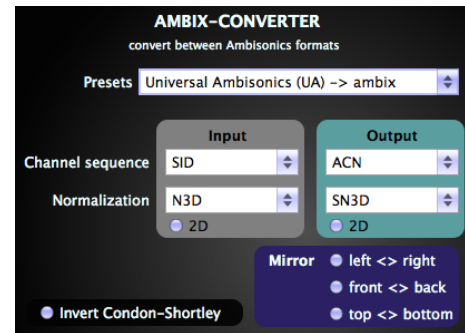 AMBIX-CONVERTER
convert between Ambisonics formats
Presets Universal Ambisonics (UA) -> ambix
Input Output
Channel sequence SID ACN
Normalization N3D SN3D
2D 2D
Mirror left <> right
front <> back
Invert Condon-Shortley top <> bottom